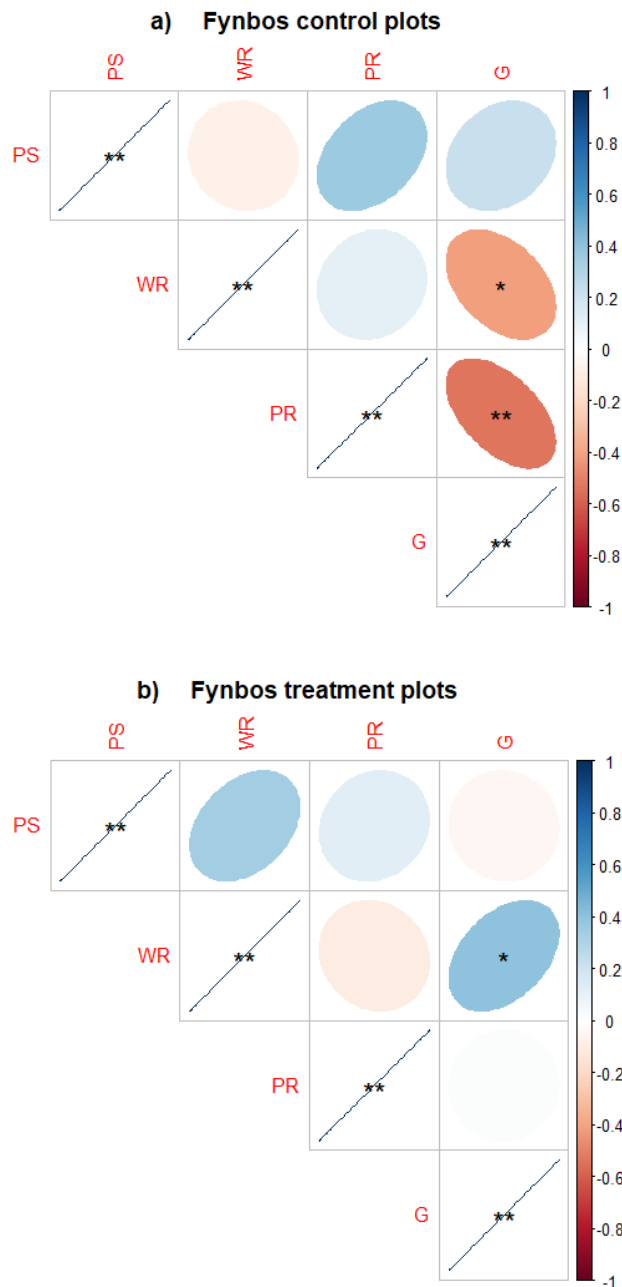 a) Fynbos control plots
PS WR PR G
PS ** 1
0.8
0.6
WR ** * 0.4
0.2
0
PR ** ** -0.2
-0.4
-0.6
G ** -0.8
-1
b) Fynbos treatment plots
PS WR PR G
PS ** 1
0.8
0.6
WR ** * 0.4
0.2
0
PR ** -0.2
-0.4
-0.6
G ** -0.8
-1